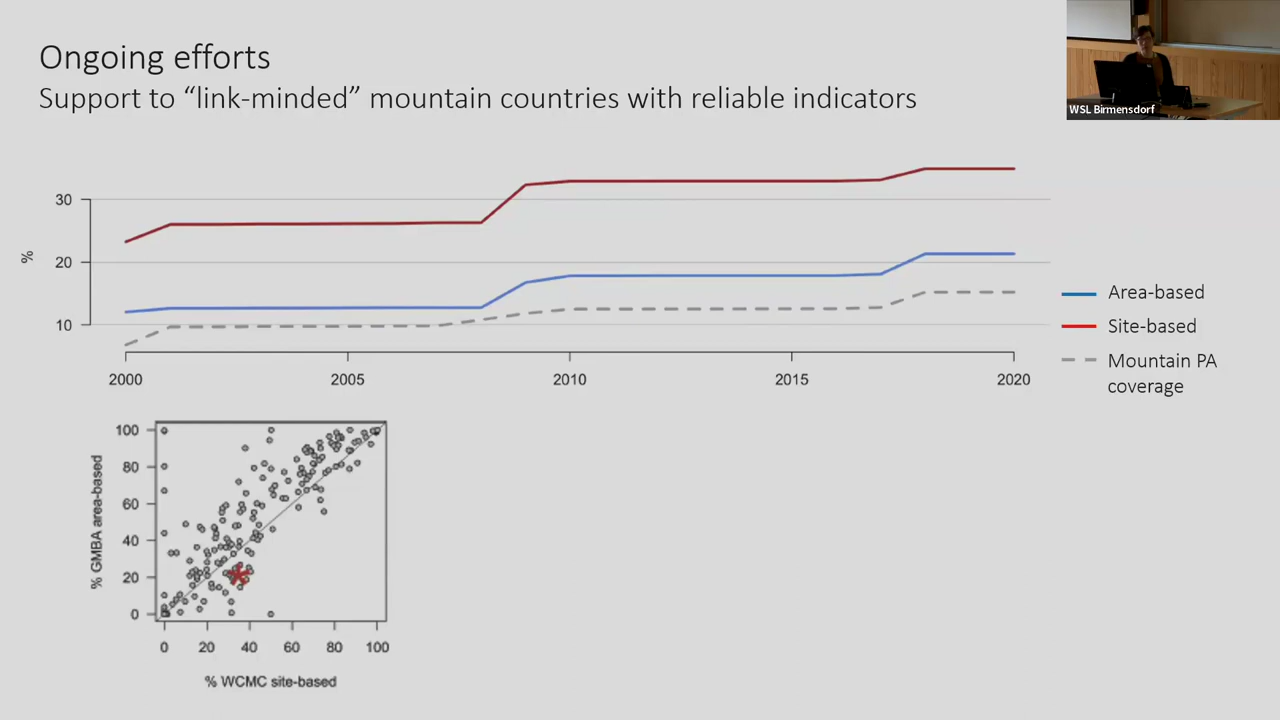 Ongoing efforts
Support to “link-minded” mountain countries with reliable indicators
WSL Birmensdorf
30
20
10
%
2000 2005 2010 2015 2020
Area-based
Site-based
Mountain PA
coverage
100
80
60
40
20
0
% GMBA area-based
0 20 40 60 80 100
% WCMC site-based